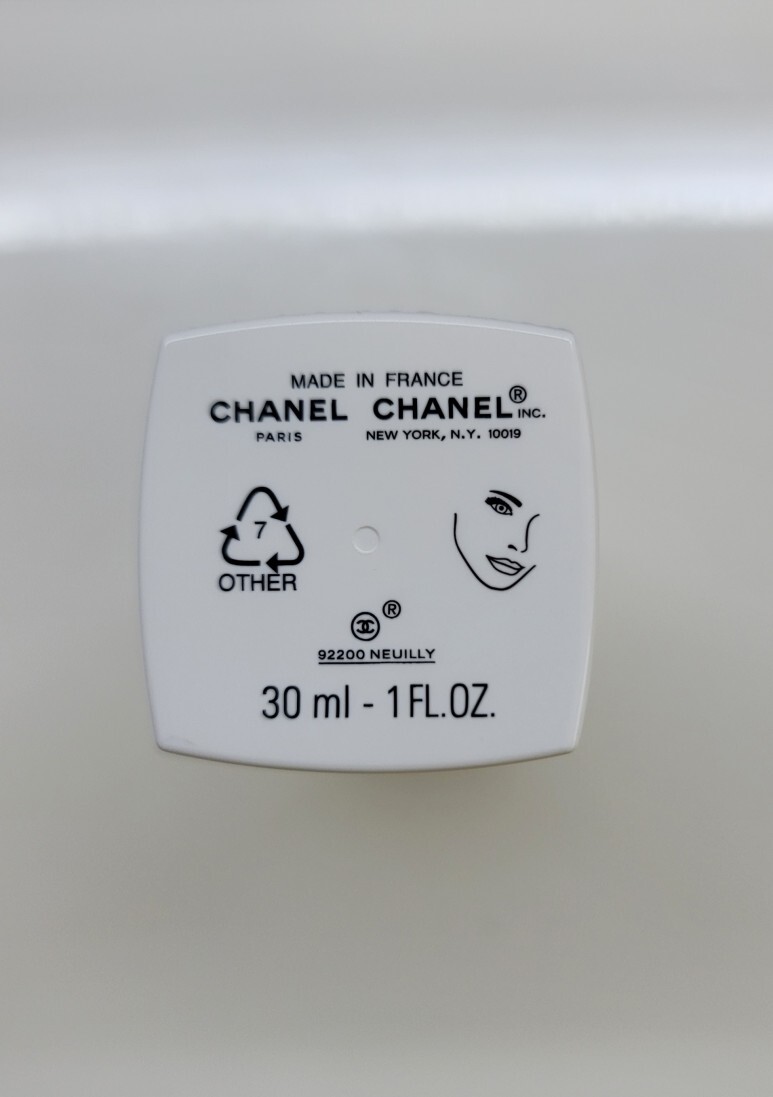 MADE IN FRANCE
CHANEL CHANEL® INC.
PARIS NEW YORK, N.Y. 10019
7
OTHER
®
92200 NEUILLY
30 ml - 1 FL.OZ.